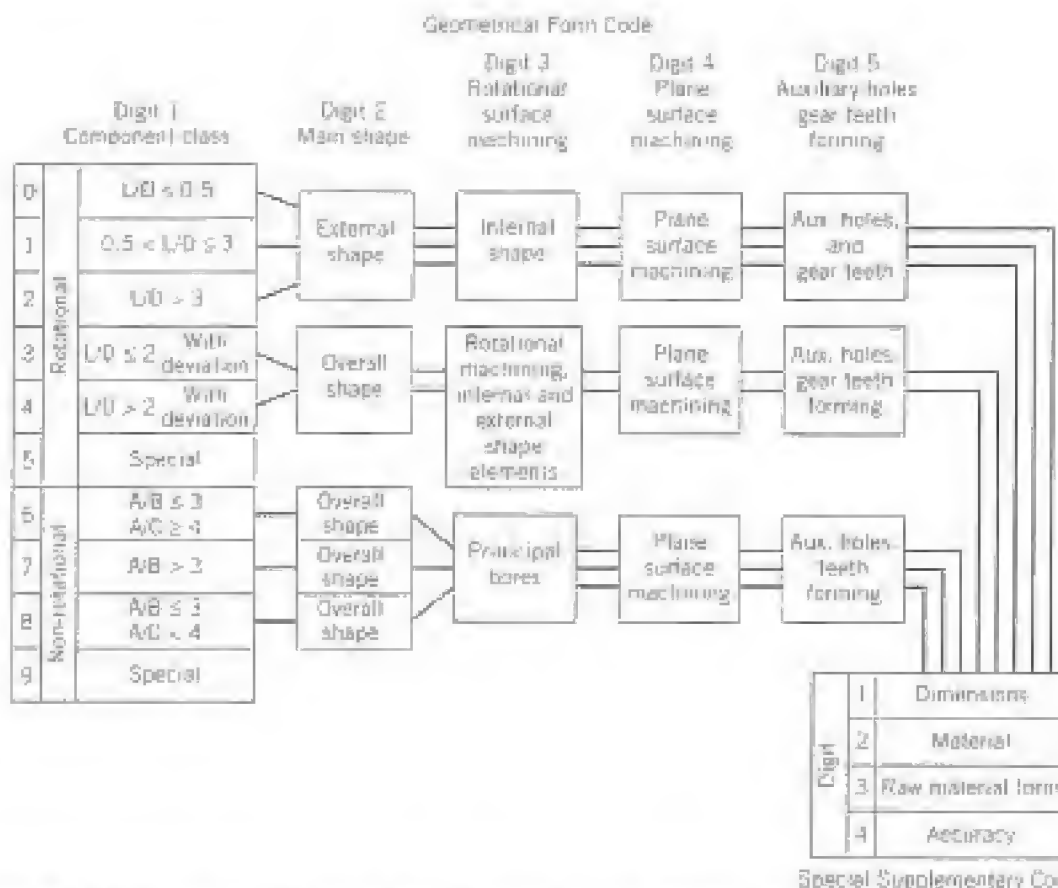 Geometrical Form Code
Digit 1
Component class
Digit 2
Main shape
Digit 3
Rotational
surface
machining
Digit 4
Plane
surface
machining
Digit 5
Auxiliary holes
gear teeth
forming
0
L/D ≤ 0.5
1
0.5 < L/D ≤ 3
2
L/D > 3
3
L/D ≤ 2 With
deviation
4
L/D > 2 With
deviation
5
Special
Rotational
6
A/B ≤ 3
A/C ≥ 4
7
A/B > 3
8
A/B ≤ 3
A/C < 4
9
Special
Non-rotational
External
shape
Internal
shape
Plane
surface
machining
Aux. holes,
and
gear teeth
Overall
shape
Rotational
machining,
internal and
external
shape
elements
Plane
surface
machining
Aux. holes,
gear teeth
forming
Overall
shape
Overall
shape
Overall
shape
Principal
bores
Plane
surface
machining
Aux. holes
teeth
forming
Digit
1 Dimensions
2 Material
3 Raw material form
4 Accuracy
Special Supplementary